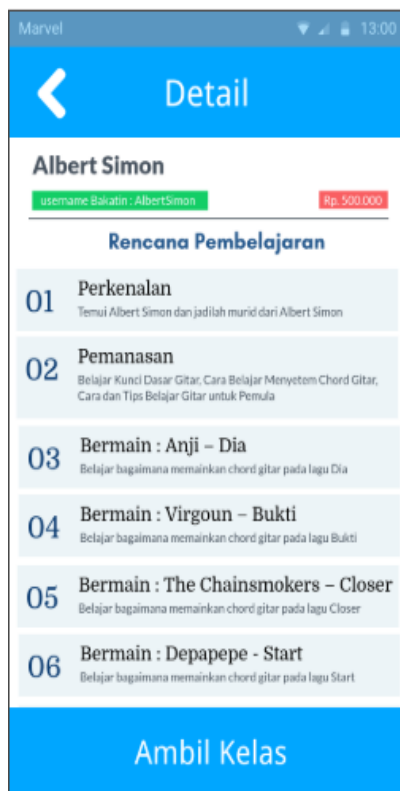 Marvel 13:00
Detail
Albert Simon
username Bakatin : AlbertSimon Rp. 500.000
Rencana Pembelajaran
01 Perkenalan
Temui Albert Simon dan jadilah murid dari Albert Simon
02 Pemanasan
Belajar Kunci Dasar Gitar, Cara Belajar Menyetem Chord Gitar,
Cara dan Tips Belajar Gitar untuk Pemula
03 Bermain : Anji – Dia
Belajar bagaimana memainkan chord gitar pada lagu Dia
04 Bermain : Virgoun – Bukti
Belajar bagaimana memainkan chord gitar pada lagu Bukti
05 Bermain : The Chainsmokers – Closer
Belajar bagaimana memainkan chord gitar pada lagu Closer
06 Bermain : Depapepe - Start
Belajar bagaimana memainkan chord gitar pada lagu Start
Ambil Kelas